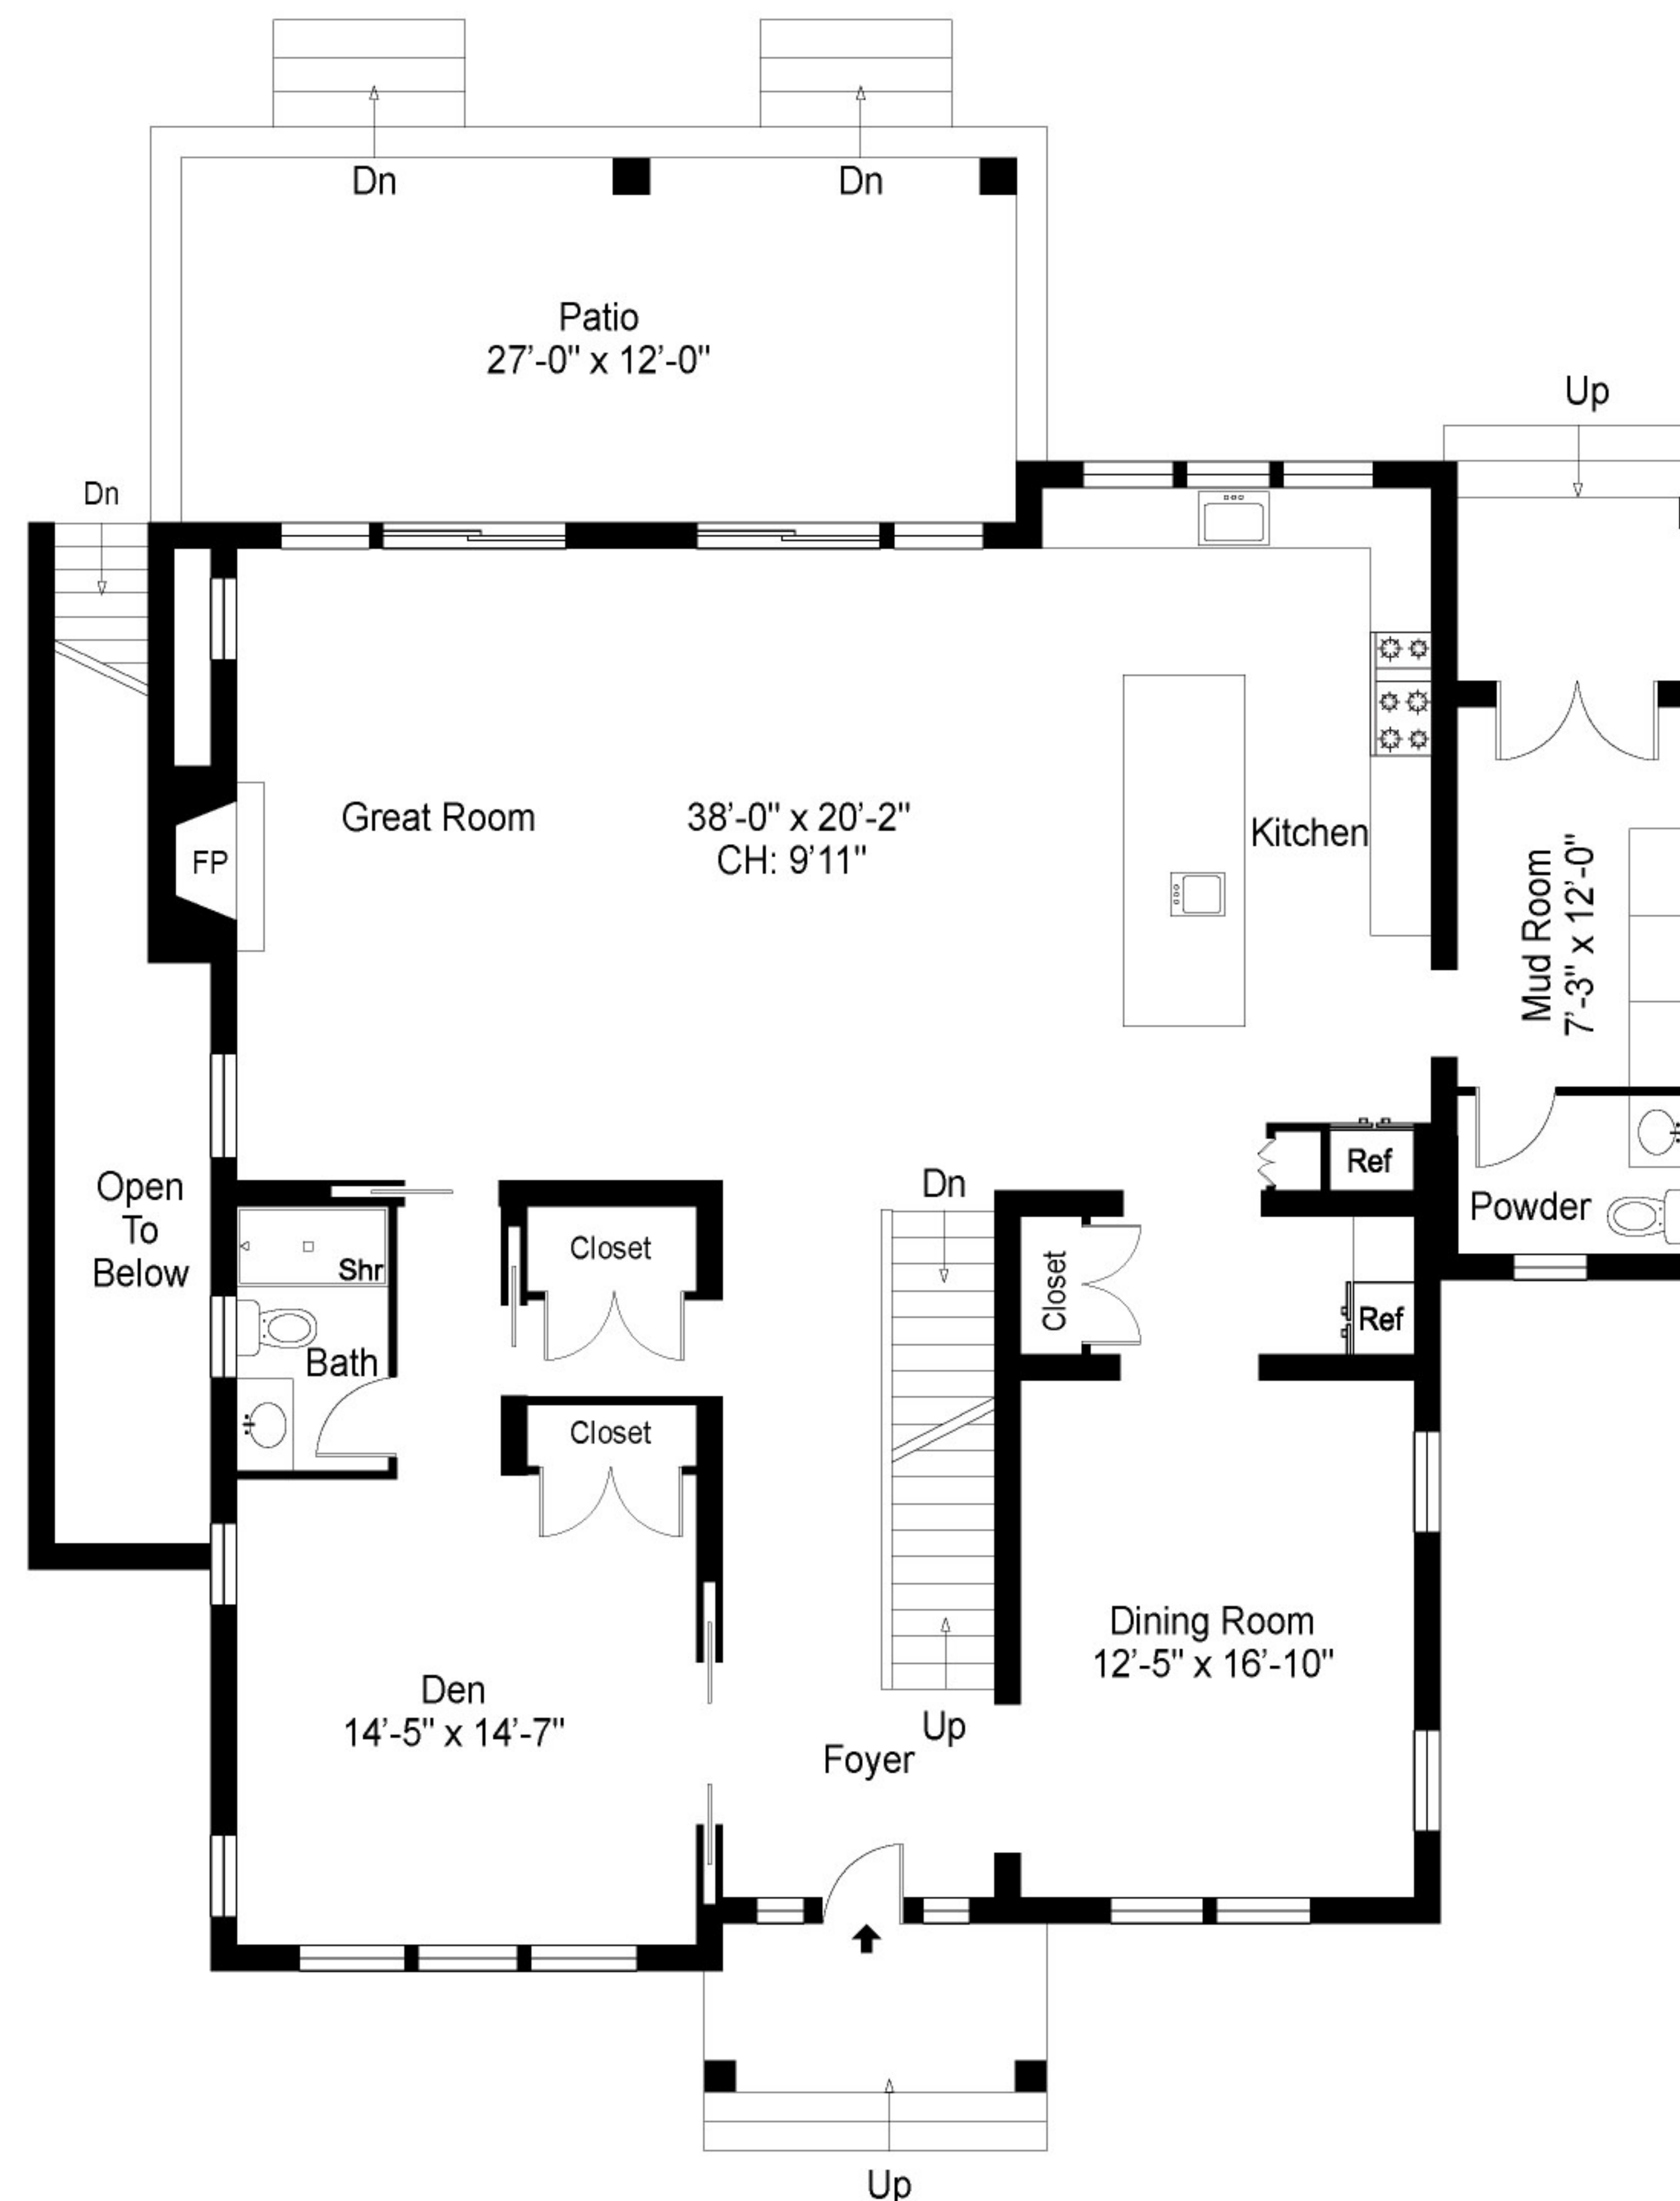 Dn
Dn
Patio
27'-0" x 12'-0"
Up
Dn
Great Room
38'-0" x 20'-2"
CH: 9'11"
Kitchen
FP
Mud Room
7'-3" x 12'-0"
Open
To
Below
Dn
Ref
Powder
Shr
Closet
Closet
Bath
Ref
Closet
Dining Room
12'-5" x 16'-10"
Den
14'-5" x 14'-7"
Up
Foyer
Up